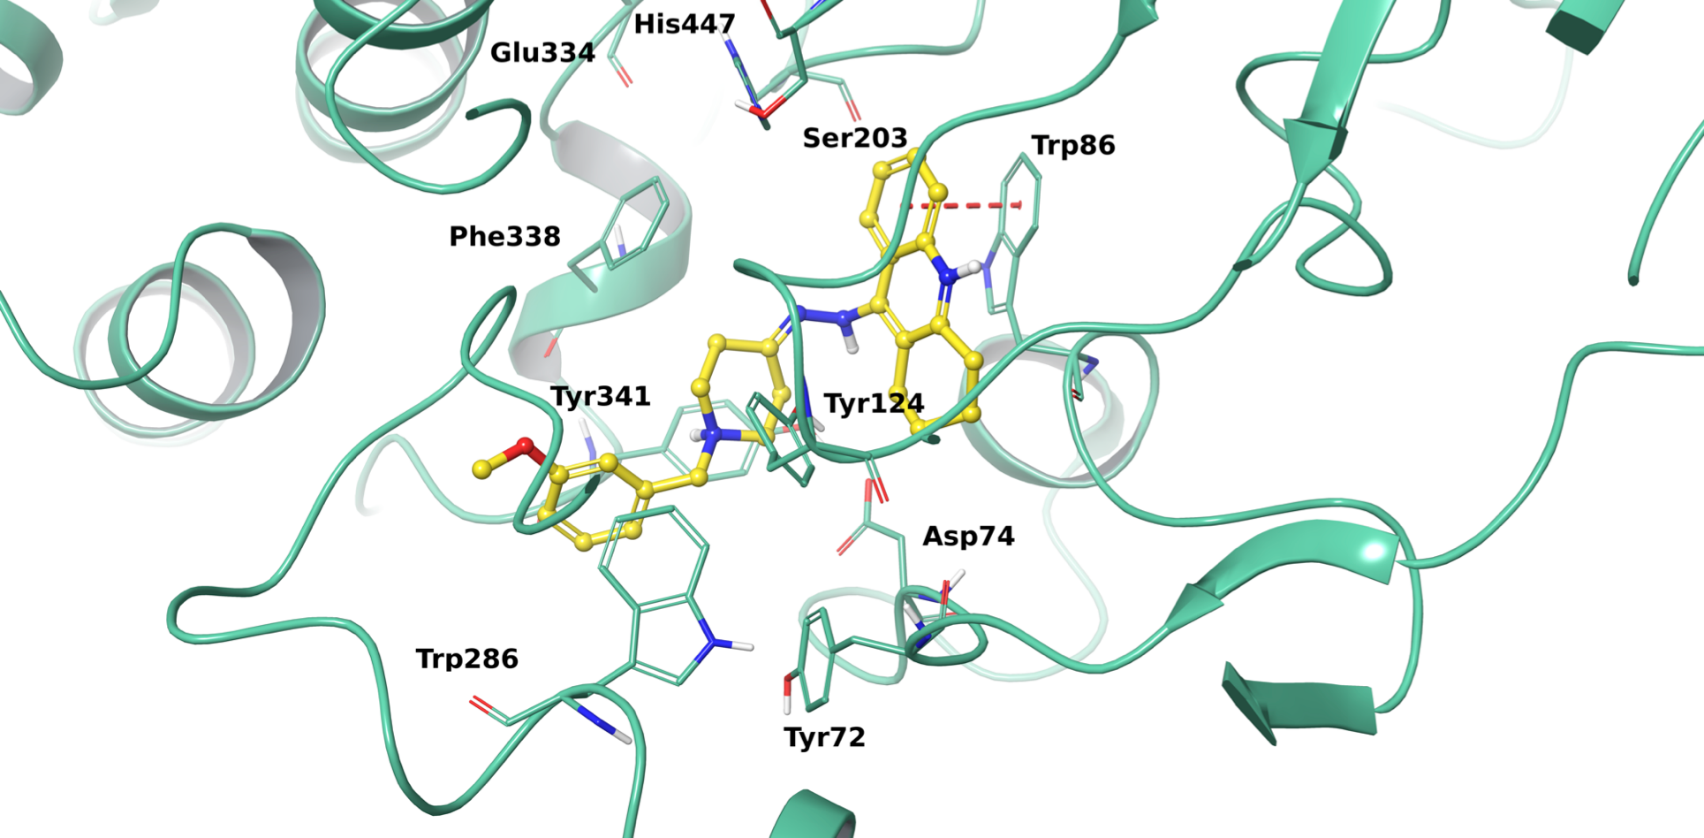 His447
Glu334
Ser203
Trp86
Phe338
Tyr341
Tyr124
Asp74
Trp286
Tyr72